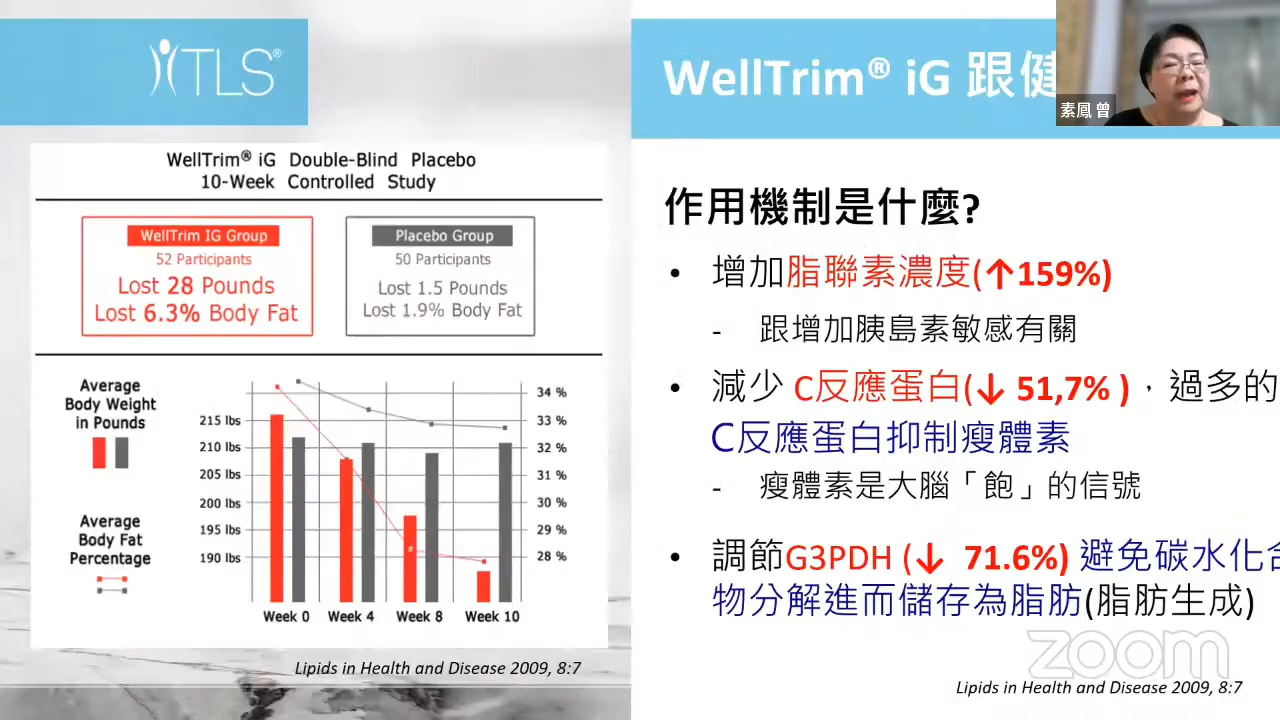 TLS®
WellTrim® iG Double-Blind Placebo
10-Week Controlled Study
WellTrim IG Group
52 Participants
Lost 28 Pounds
Lost 6.3% Body Fat
Placebo Group
50 Participants
Lost 1.5 Pounds
Lost 1.9% Body Fat
Average
Body Weight
in Pounds
Average
Body Fat
Percentage
215 lbs
210 lbs
205 lbs
200 lbs
195 lbs
190 lbs
34 %
33 %
32 %
31 %
30 %
29 %
28 %
Week 0 Week 4 Week 8 Week 10
Lipids in Health and Disease 2009, 8:7
WellTrim® iG 跟健
素鳳 曾
作用機制是什麼?
• 增加脂聯素濃度(↑159%)
- 跟增加胰島素敏感有關
• 減少 C反應蛋白(↓ 51,7% ),過多的
C反應蛋白抑制瘦體素
- 瘦體素是大腦「飽」的信號
• 調節G3PDH (↓ 71.6%) 避免碳水化合
物分解進而儲存為脂肪(脂肪生成)
zoom
Lipids in Health and Disease 2009, 8:7